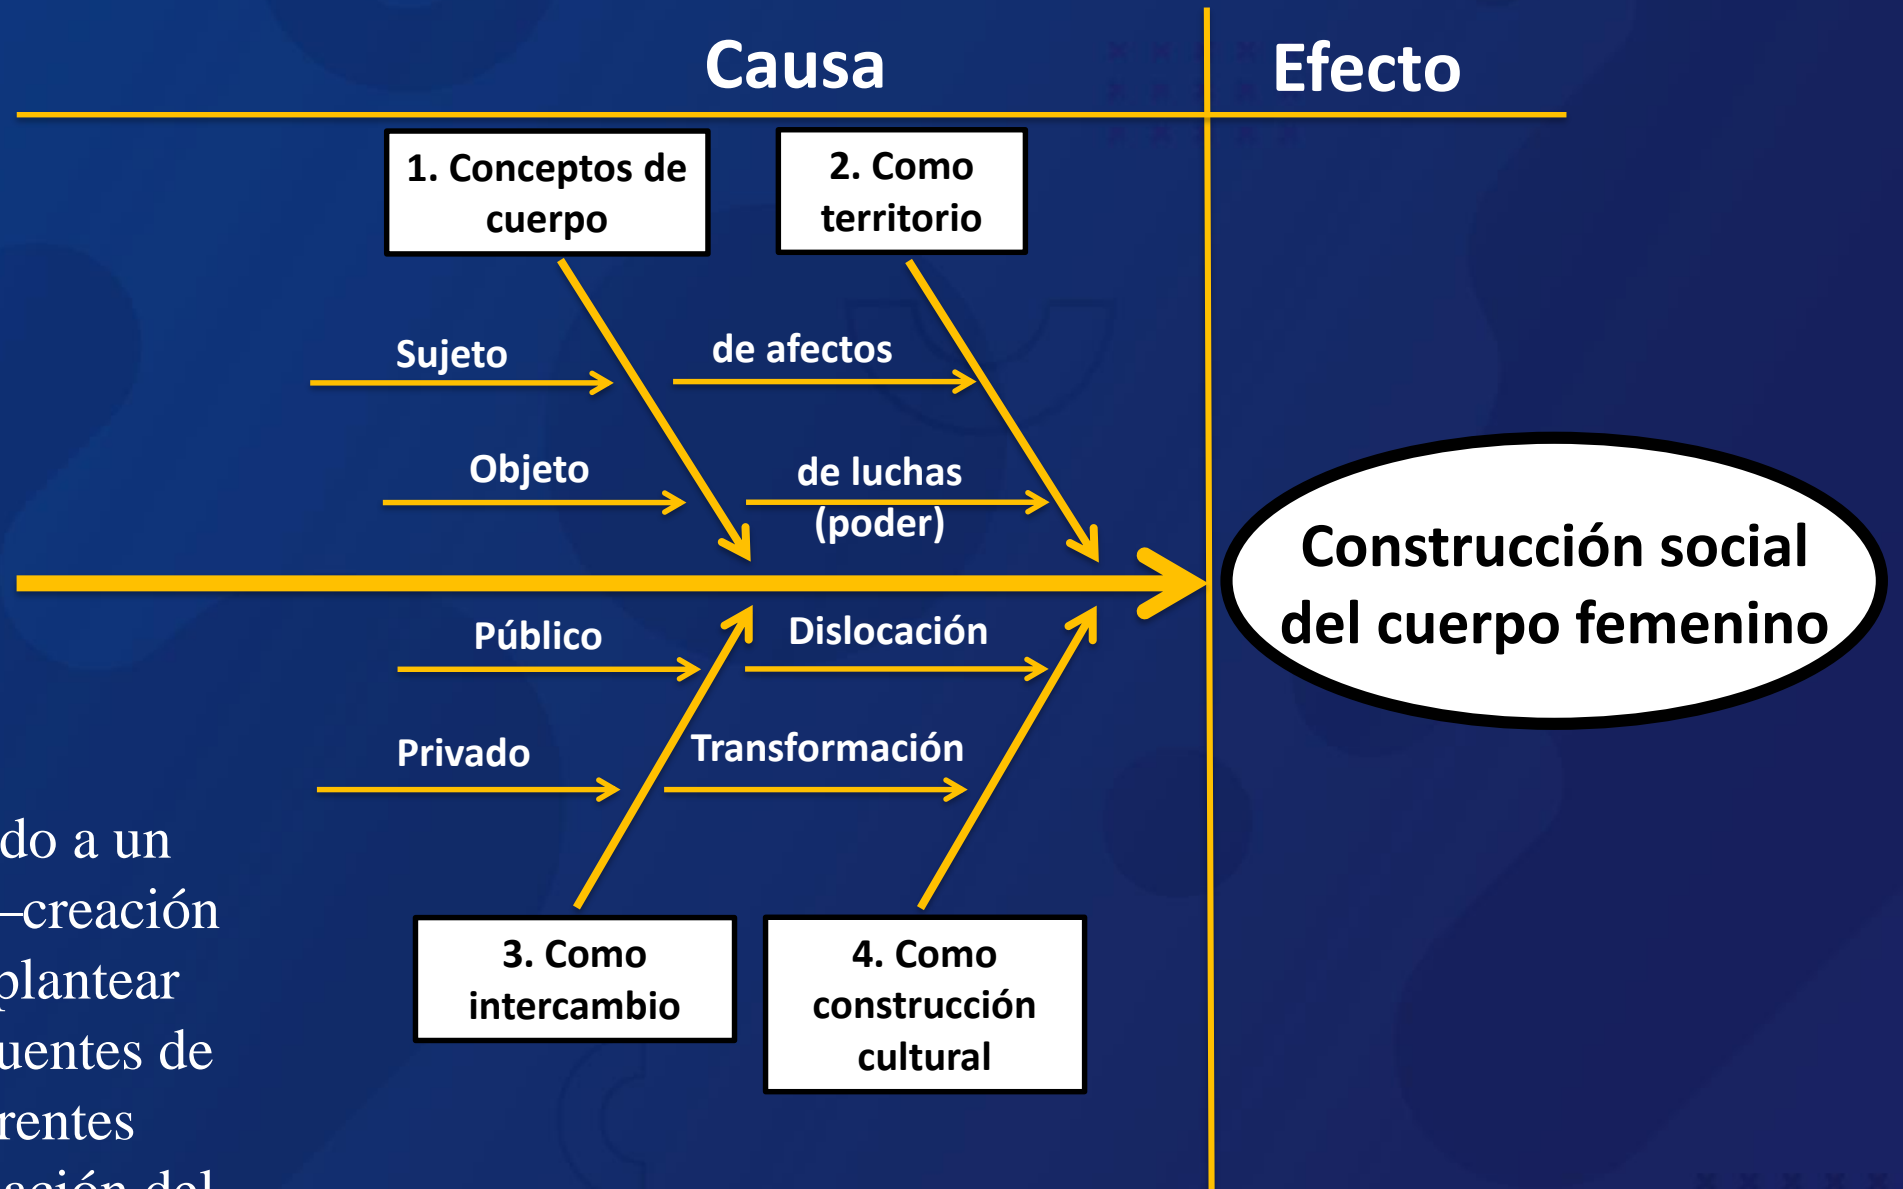 Causa
Efecto
1. Conceptos de
cuerpo
2. Como
territorio
Sujeto
de afectos
Objeto
de luchas
(poder)
Construcción social
del cuerpo femenino
Público
Dislocación
Privado
Transformación
3. Como
intercambio
4. Como
construcción
cultural
do a un
–creación
plantear
uentes de
rentes
ación del